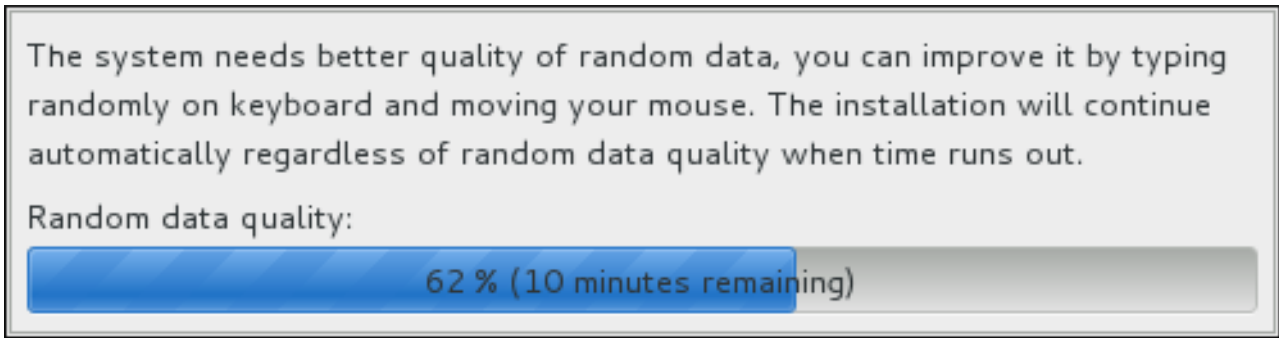 The system needs better quality of random data, you can improve it by typing
randomly on keyboard and moving your mouse. The installation will continue
automatically regardless of random data quality when time runs out.
Random data quality:
62 % (10 minutes remaining)